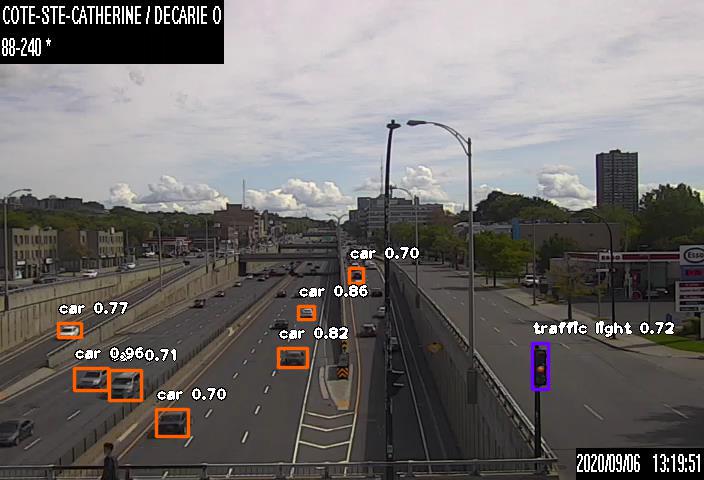 COTE-STE-CATHERINE / DECARIE O
88-240 *
car 0.70
car 0.86
car 0.77
traffic light 0.72
car 0.82
car 0.96
0.71
car 0.70
Esso
2020/09/06 13:19:51